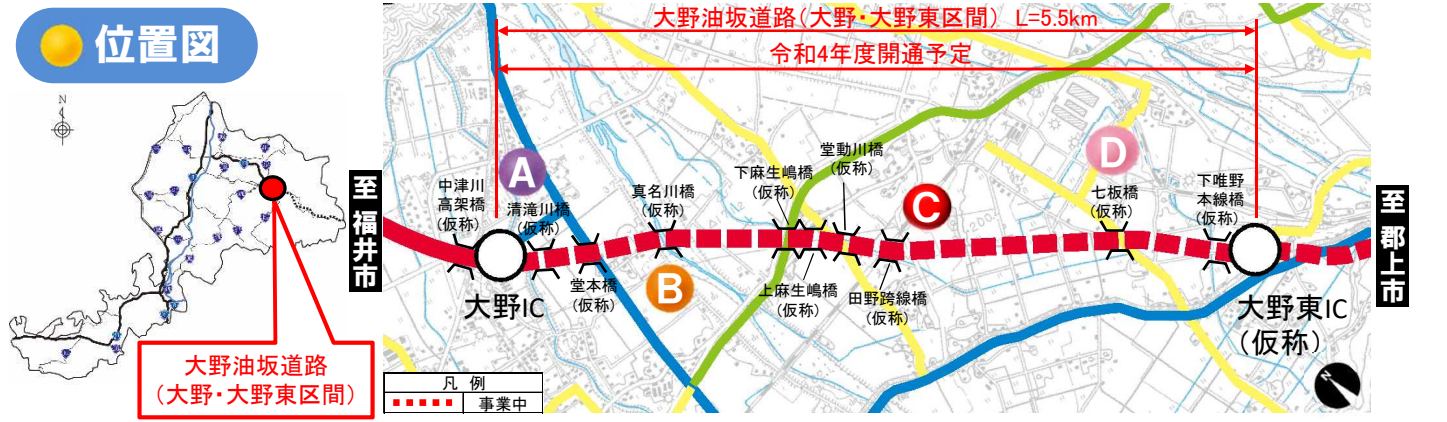 位置図
N
大野油坂道路
（大野・大野東区間）
至 福井市
大野油坂道路（大野・大野東区間） L=5.5km
令和4年度開通予定
A
B
C
D
中津川
高架橋
（仮称）
清滝川橋
（仮称）
堂本橋
（仮称）
真名川橋
（仮称）
下麻生嶋橋
（仮称）
上麻生嶋橋
（仮称）
堂動川橋
（仮称）
田野跨線橋
（仮称）
七板橋
（仮称）
下唯野
本線橋
（仮称）
大野IC
大野東IC
（仮称）
至 郡上市
凡 例
事業中
N